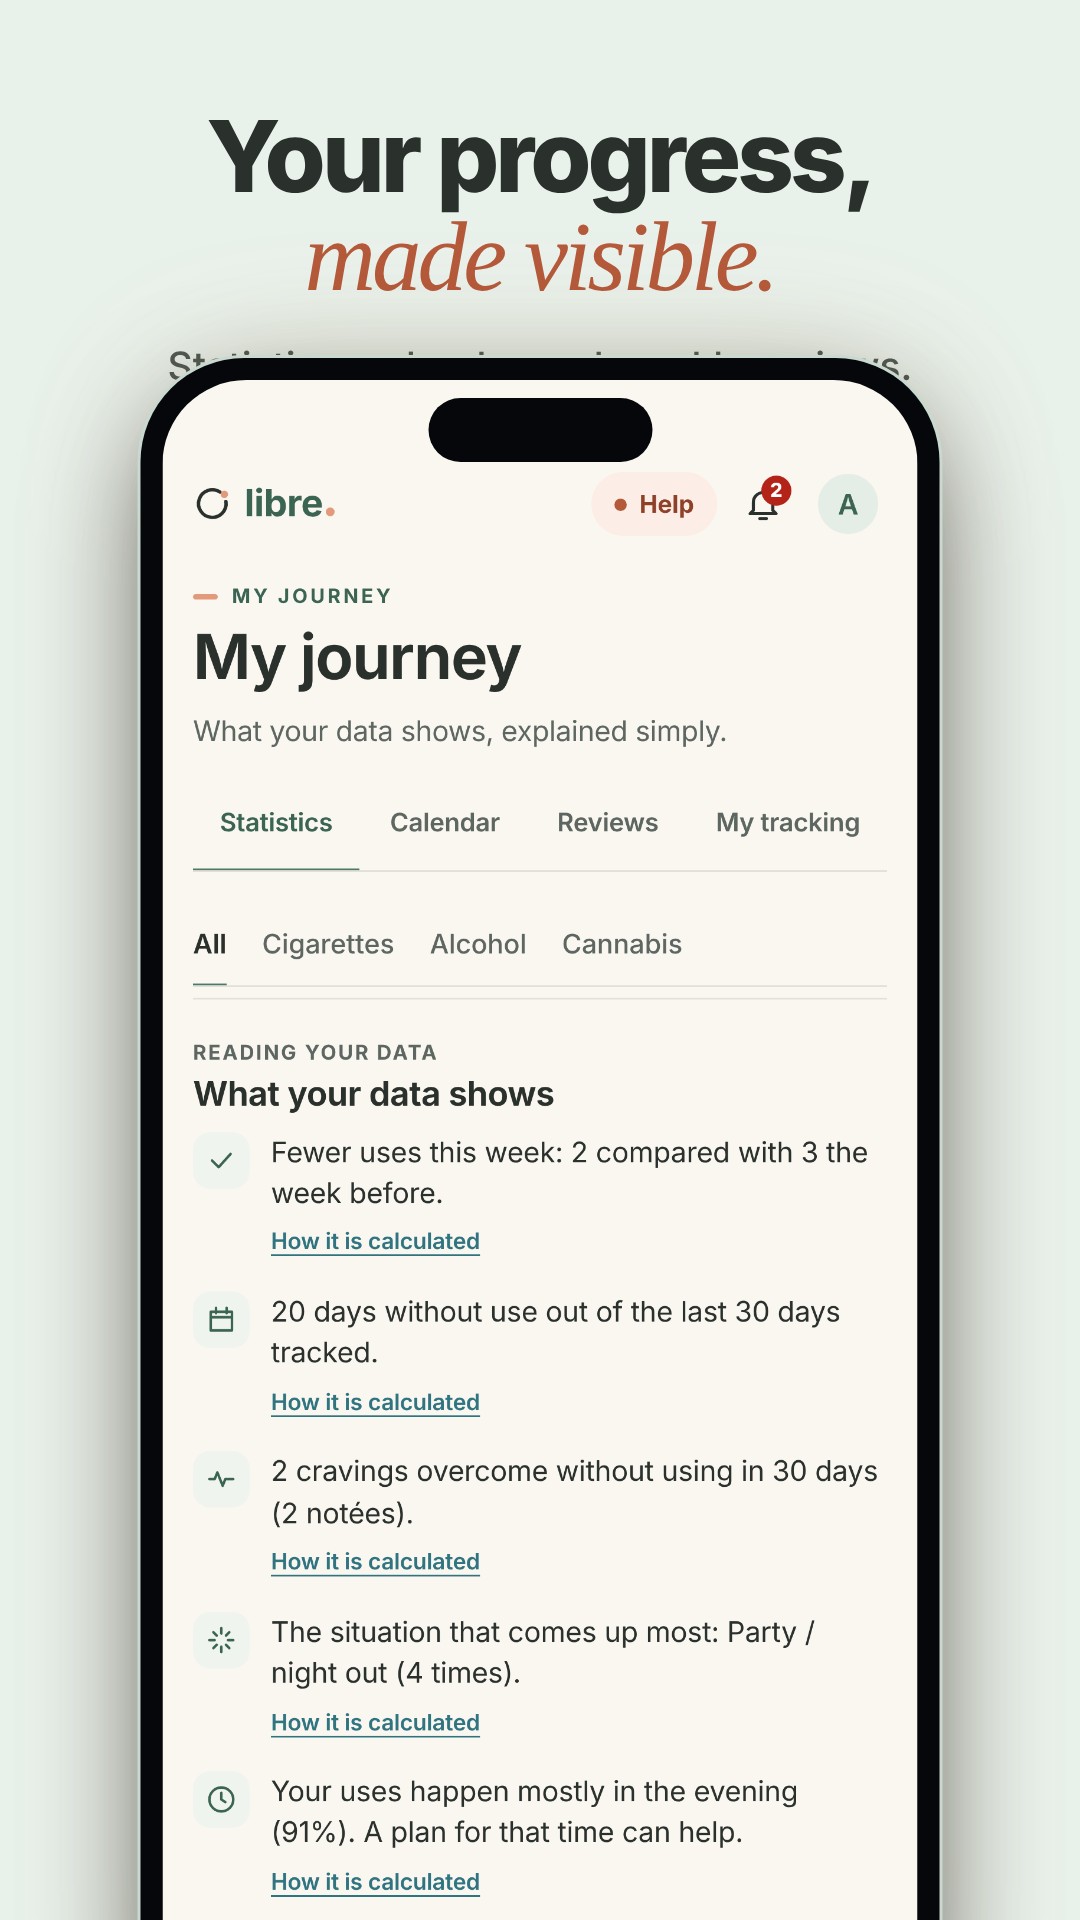 Your progress,
made visible.
libre.
Help
2
A
MY JOURNEY
My journey
What your data shows, explained simply.
Statistics Calendar Reviews My tracking
All Cigarettes Alcohol Cannabis
READING YOUR DATA
What your data shows
Fewer uses this week: 2 compared with 3 the
week before.
How it is calculated
20 days without use out of the last 30 days
tracked.
How it is calculated
2 cravings overcome without using in 30 days
(2 notées).
How it is calculated
The situation that comes up most: Party /
night out (4 times).
How it is calculated
Your uses happen mostly in the evening
(91%). A plan for that time can help.
How it is calculated